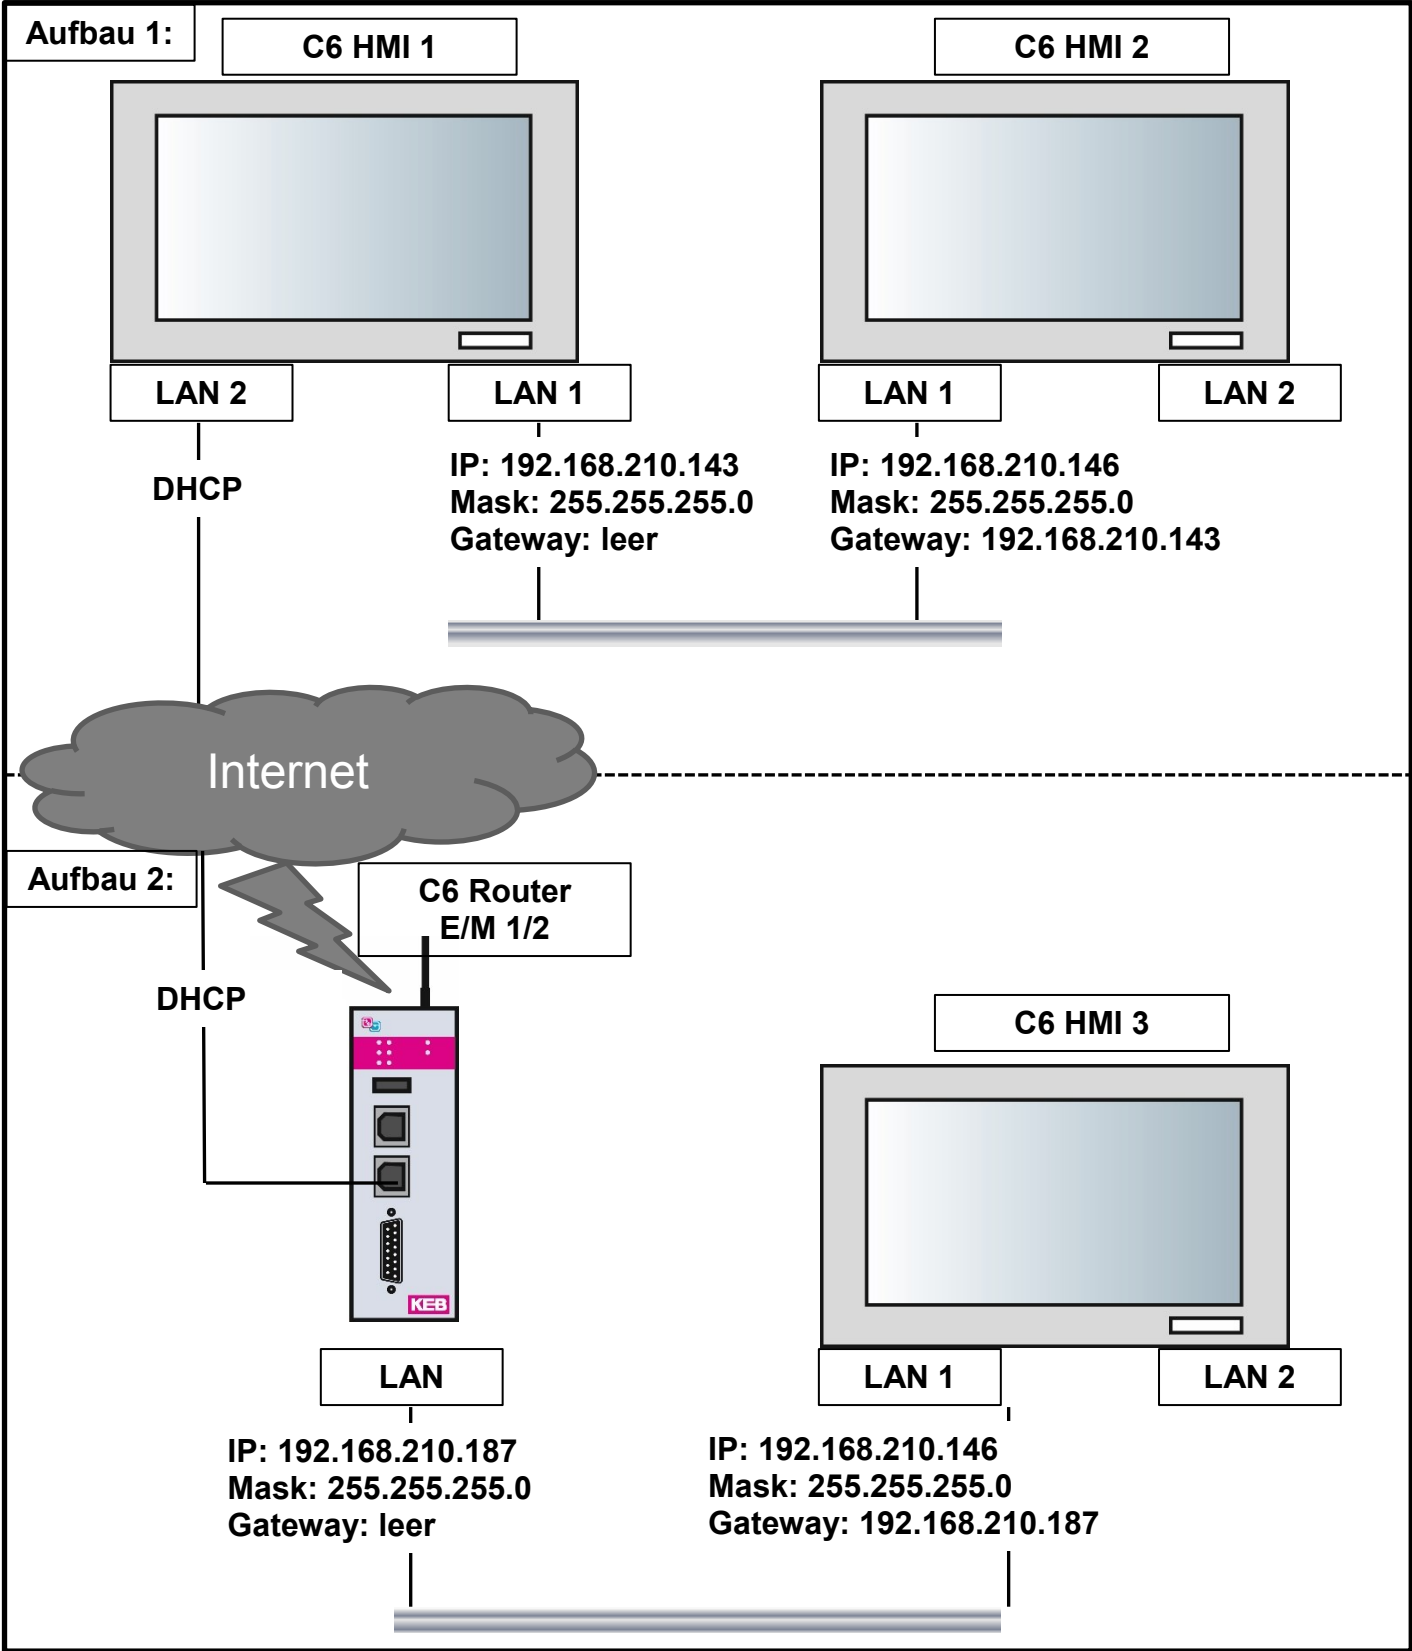 Aufbau 1:
C6 HMI 1
C6 HMI 2
LAN 2
LAN 1
LAN 1
LAN 2
DHCP
IP: 192.168.210.143
Mask: 255.255.255.0
Gateway: leer
IP: 192.168.210.146
Mask: 255.255.255.0
Gateway: 192.168.210.143
Internet
Aufbau 2:
C6 Router
E/M 1/2
DHCP
C6 HMI 3
KEB
LAN
LAN 1
LAN 2
IP: 192.168.210.187
Mask: 255.255.255.0
Gateway: leer
IP: 192.168.210.146
Mask: 255.255.255.0
Gateway: 192.168.210.187